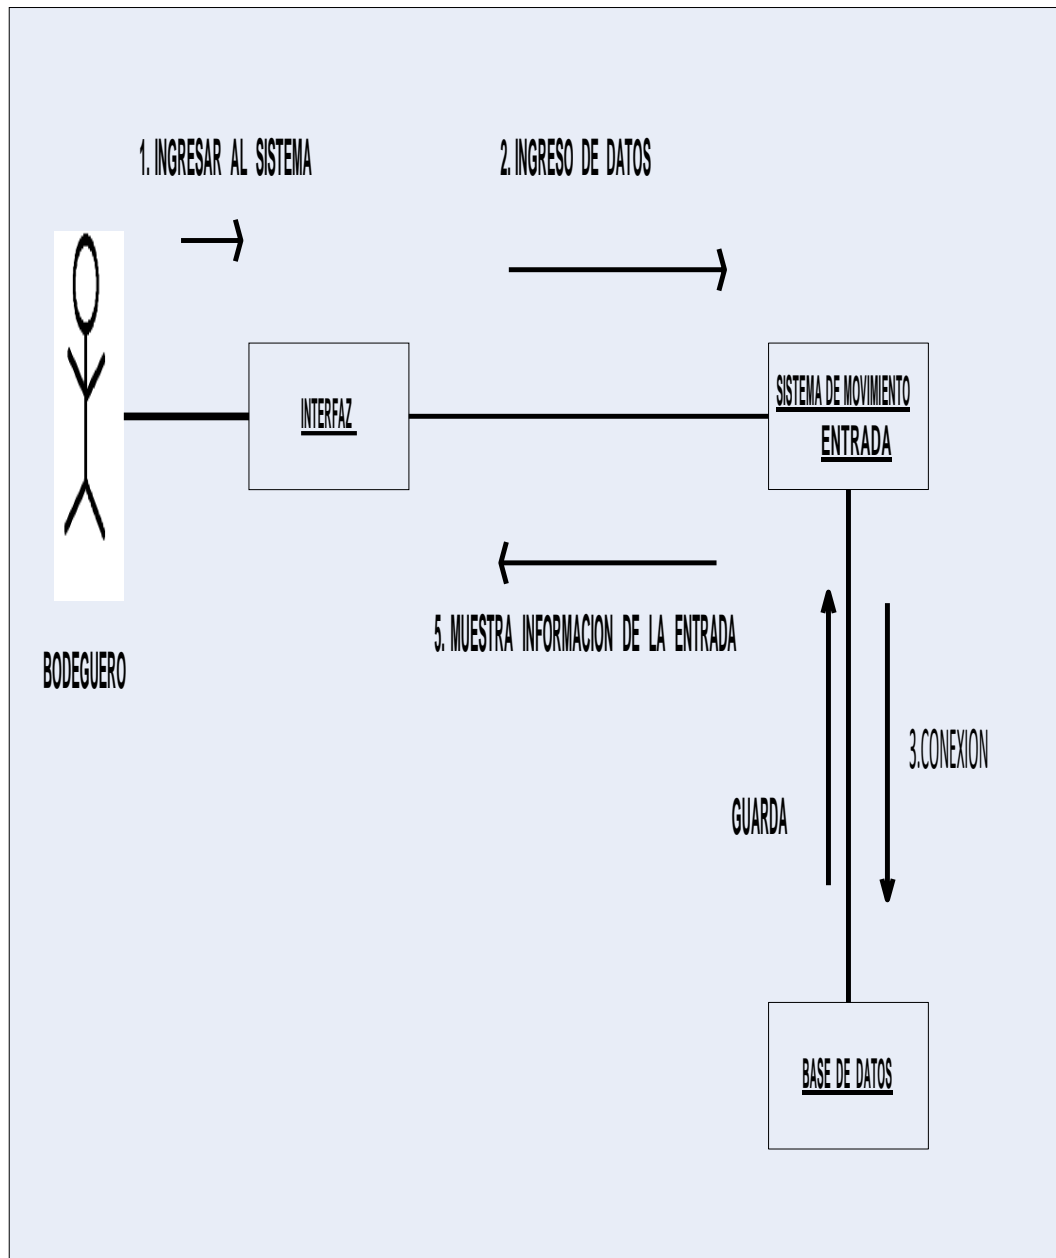 1. INGRESAR AL SISTEMA
2. INGRESO DE DATOS
INTERFAZ
SISTEMA DE MOVIMIENTO
ENTRADA
5. MUESTRA INFORMACION DE LA ENTRADA
BODEGUERO
3.CONEXION
GUARDA
BASE DE DATOS